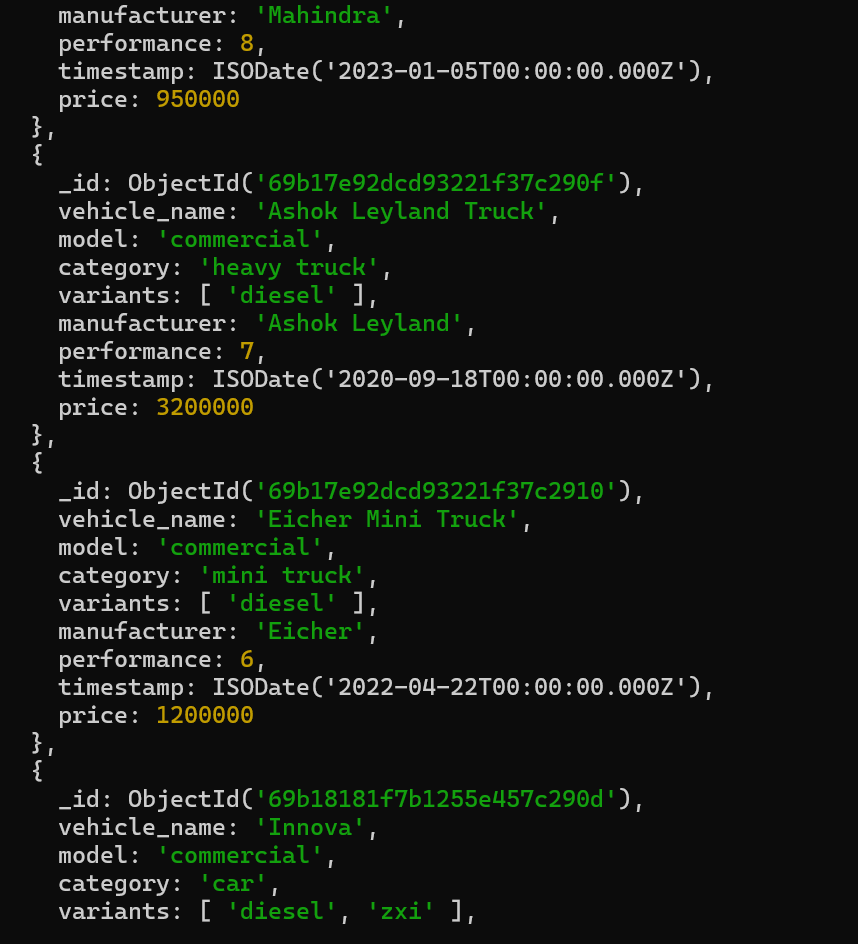 manufacturer: 'Mahindra',
performance: 8,
timestamp: ISODate('2023-01-05T00:00:00.000Z'),
price: 950000
},
{
_id: ObjectId('69b17e92dcd93221f37c290f'),
vehicle_name: 'Ashok Leyland Truck',
model: 'commercial',
category: 'heavy truck',
variants: [ 'diesel' ],
manufacturer: 'Ashok Leyland',
performance: 7,
timestamp: ISODate('2020-09-18T00:00:00.000Z'),
price: 3200000
},
{
_id: ObjectId('69b17e92dcd93221f37c2910'),
vehicle_name: 'Eicher Mini Truck',
model: 'commercial',
category: 'mini truck',
variants: [ 'diesel' ],
manufacturer: 'Eicher',
performance: 6,
timestamp: ISODate('2022-04-22T00:00:00.000Z'),
price: 1200000
},
{
_id: ObjectId('69b18181f7b1255e457c290d'),
vehicle_name: 'Innova',
model: 'commercial',
category: 'car',
variants: [ 'diesel', 'zxi' ],